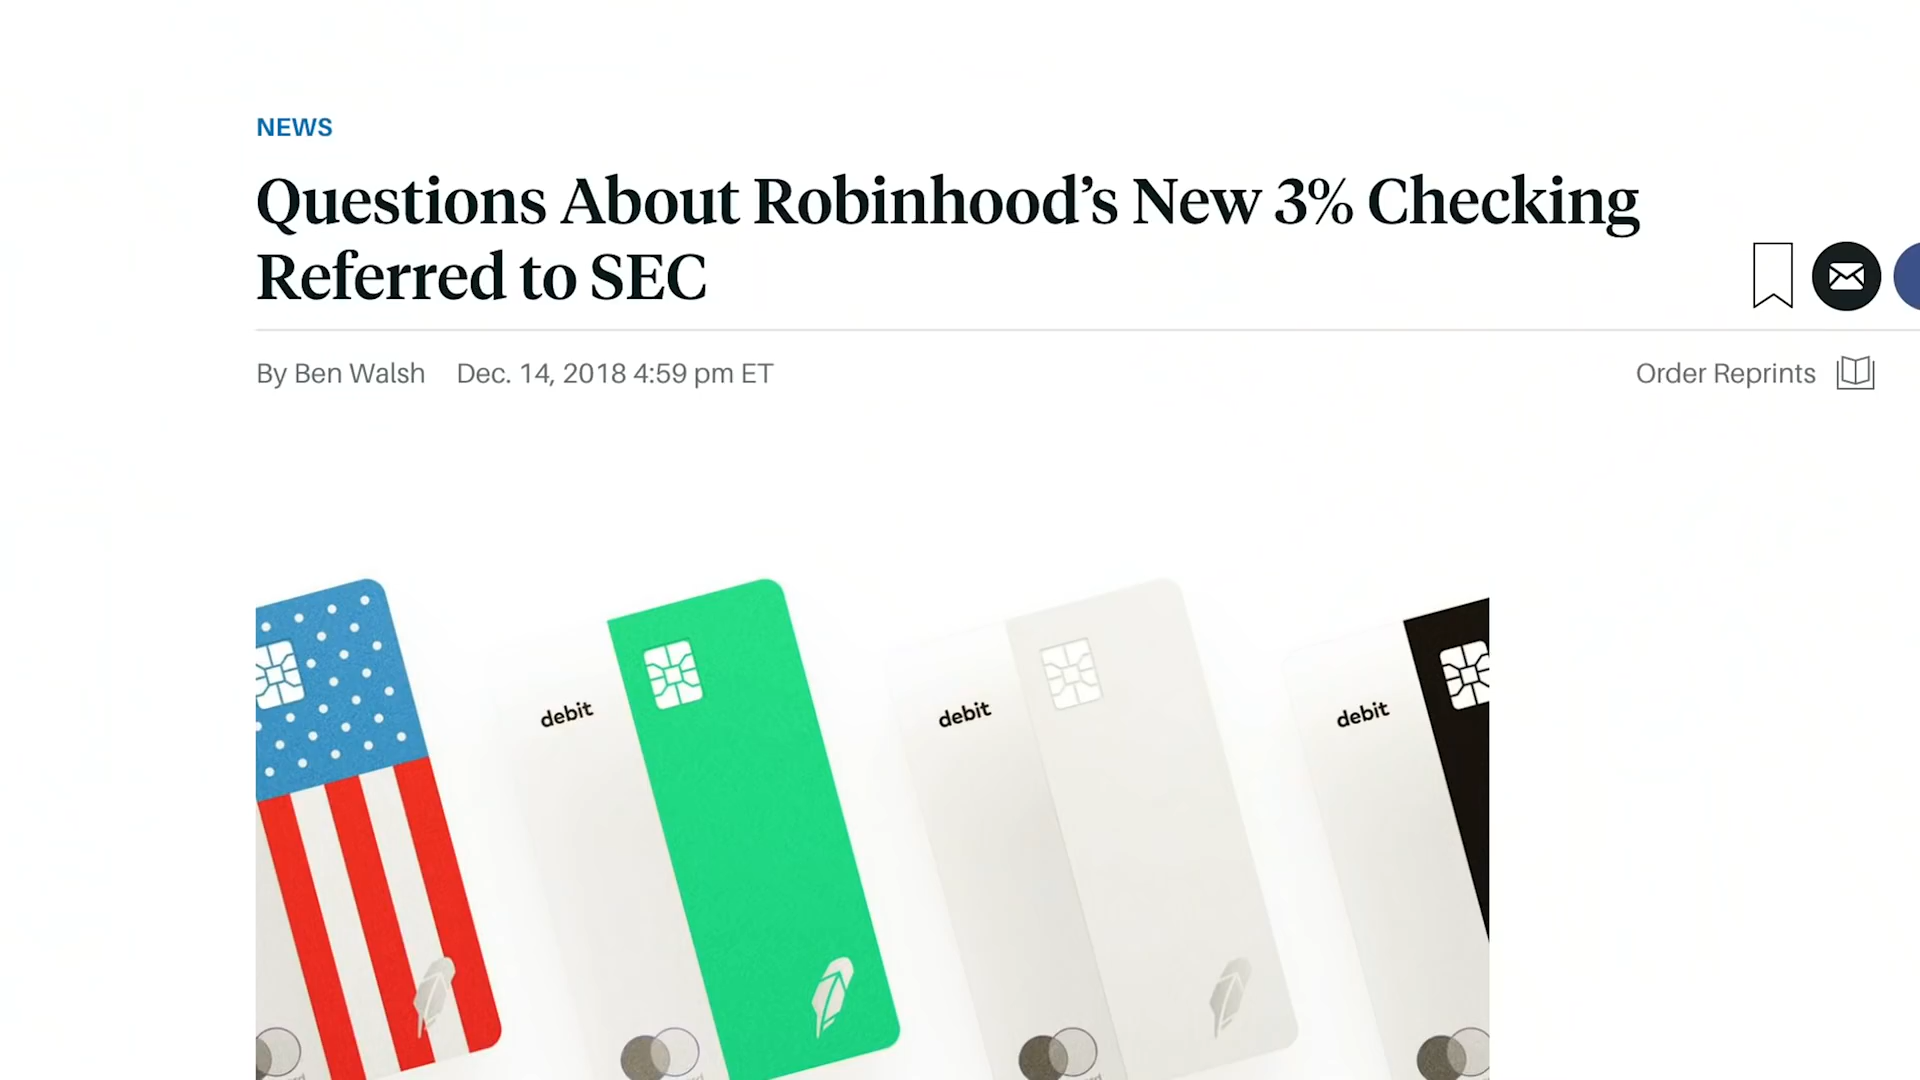 NEWS
Questions About Robinhood’s New 3% Checking
Referred to SEC
By Ben Walsh Dec. 14, 2018 4:59 pm ET
Order Reprints
debit
debit
debit